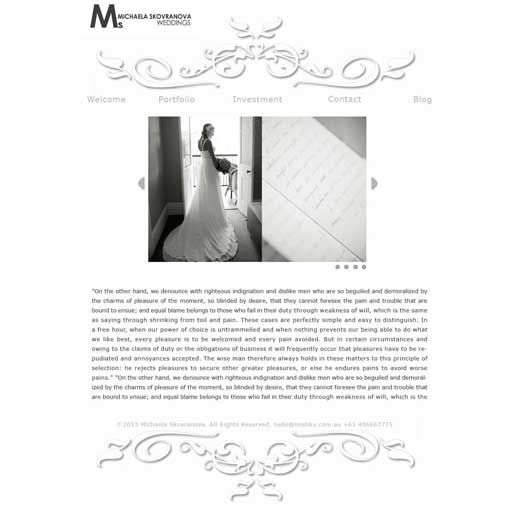 Ms. MICHAELA SKOVRANOVA
WEDDINGS
Welcome Portfolio Investment Contact Blog
"On the other hand, we denounce with righteous indignation and dislike men who are so beguiled and demoralized by
the charms of pleasure of the moment, so blinded by desire, that they cannot foresee the pain and trouble that are
bound to ensue; and equal blame belongs to those who fail in their duty through weakness of will, which is the same
as saying through shrinking from toil and pain. These cases are perfectly simple and easy to distinguish. In
a free hour, when our power of choice is untrammelled and when nothing prevents our being able to do what
we like best, every pleasure is to be welcomed and every pain avoided. But in certain circumstances and
owing to the claims of duty or the obligations of business it will frequently occur that pleasures have to be re-
pudiated and annoyances accepted. The wise man therefore always holds in these matters to this principle of
selection: he rejects pleasures to secure other greater pleasures, or else he endures pains to avoid worse
pains." "On the other hand, we denounce with righteous indignation and dislike men who are so beguiled and demoral-
ized by the charms of pleasure of the moment, so blinded by desire, that they cannot foresee the pain and trouble that
are bound to ensue; and equal blame belongs to those who fail in their duty through weakness of will, which is the
©2013 Michaela Skovranova. All Rights Reserved. +61 406667775